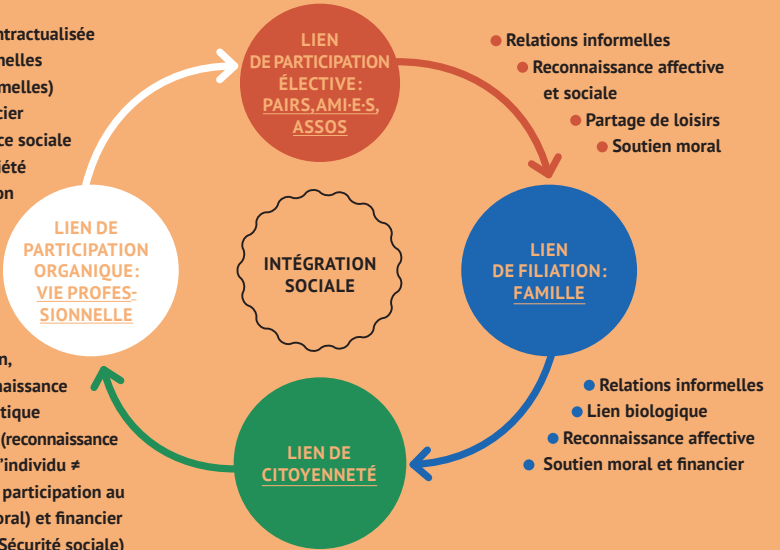 ntractualisée
nelles
melles)
cier
ce sociale
iété
on
LIEN
DE PARTICIPATION
ÉLECTIVE :
PAIRS, AMI·E·S,
ASSOS
Relations informelles
Reconnaissance affective
et sociale
Partage de loisirs
Soutien moral
LIEN DE
PARTICIPATION
ORGANIQUE :
VIE PROFES-
SIONNELLE
INTÉGRATION
SOCIALE
LIEN
DE FILIATION :
FAMILLE
n,
naissance
tique
(reconnaissance
’individu ≠
participation au
oral) et financier
Sécurité sociale)
LIEN DE
CITOYENNETÉ
Relations informelles
Lien biologique
Reconnaissance affective
Soutien moral et financier